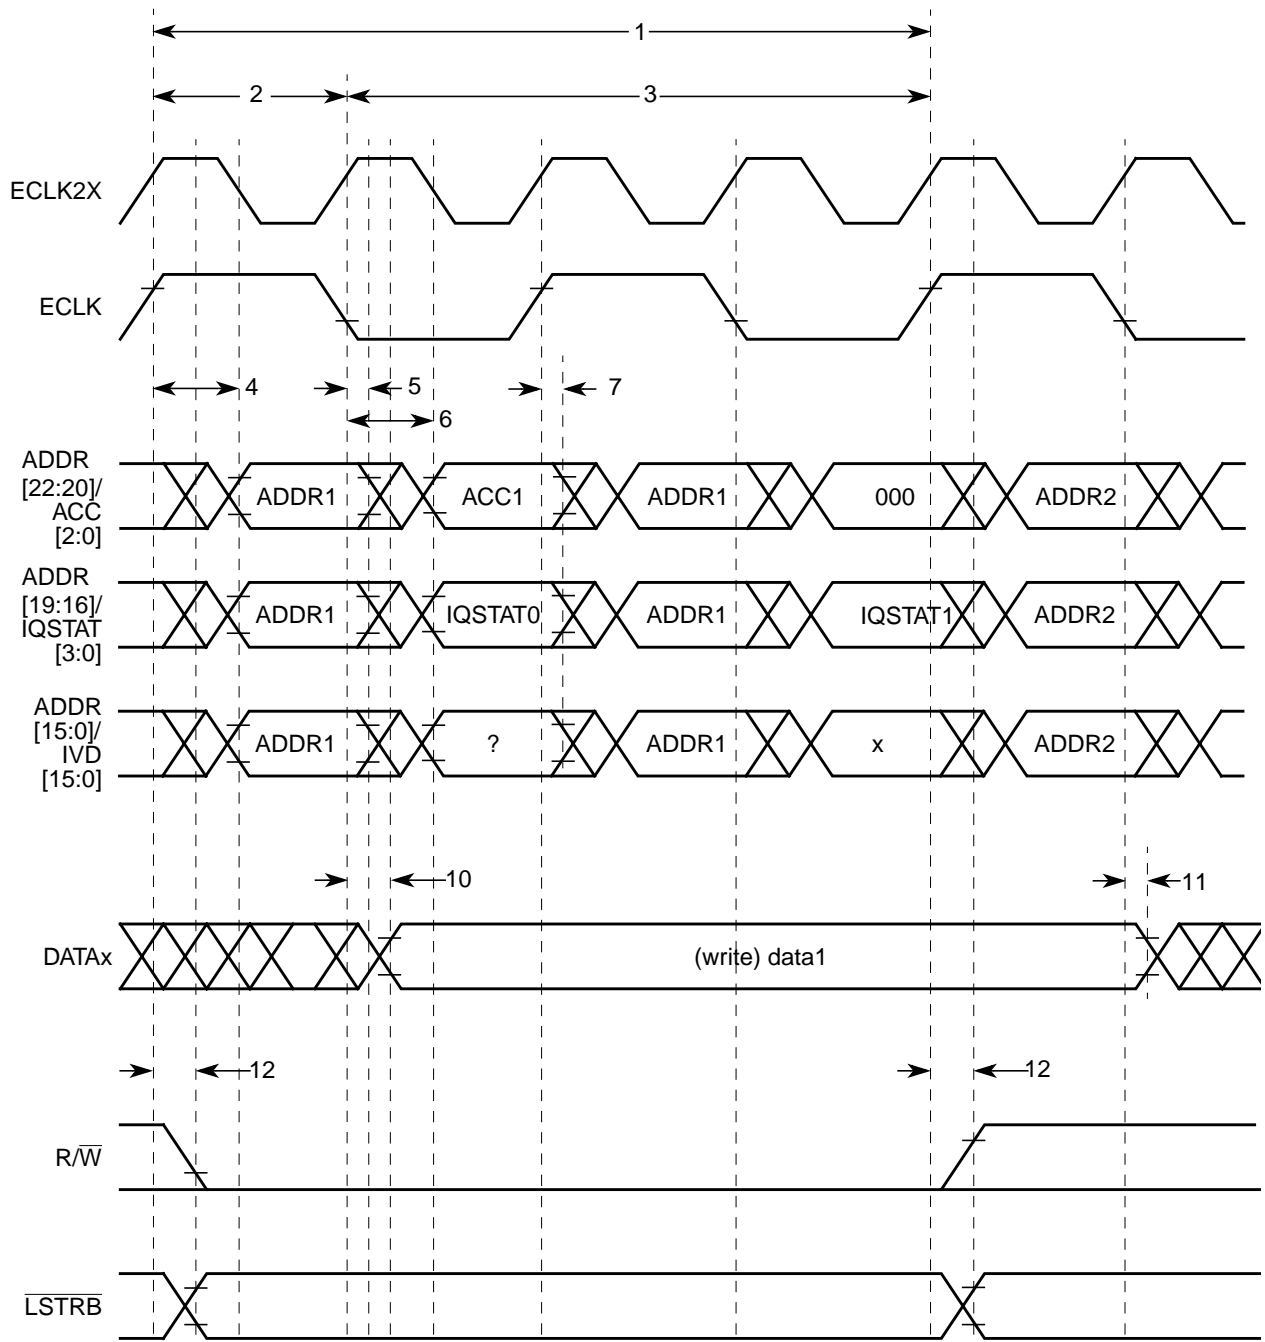 1
2
3
ECLK2X
ECLK
4
5
7
6
ADDR
[22:20]/
ACC
[2:0]
ADDR1
ACC1
ADDR1
000
ADDR2
ADDR
[19:16]/
IQSTAT
[3:0]
ADDR1
IQSTAT0
ADDR1
IQSTAT1
ADDR2
ADDR
[15:0]/
IVD
[15:0]
ADDR1
?
ADDR1
x
ADDR2
10
11
DATAx
(write) data1
12
12
R/W̅
L̅S̅T̅R̅B̅